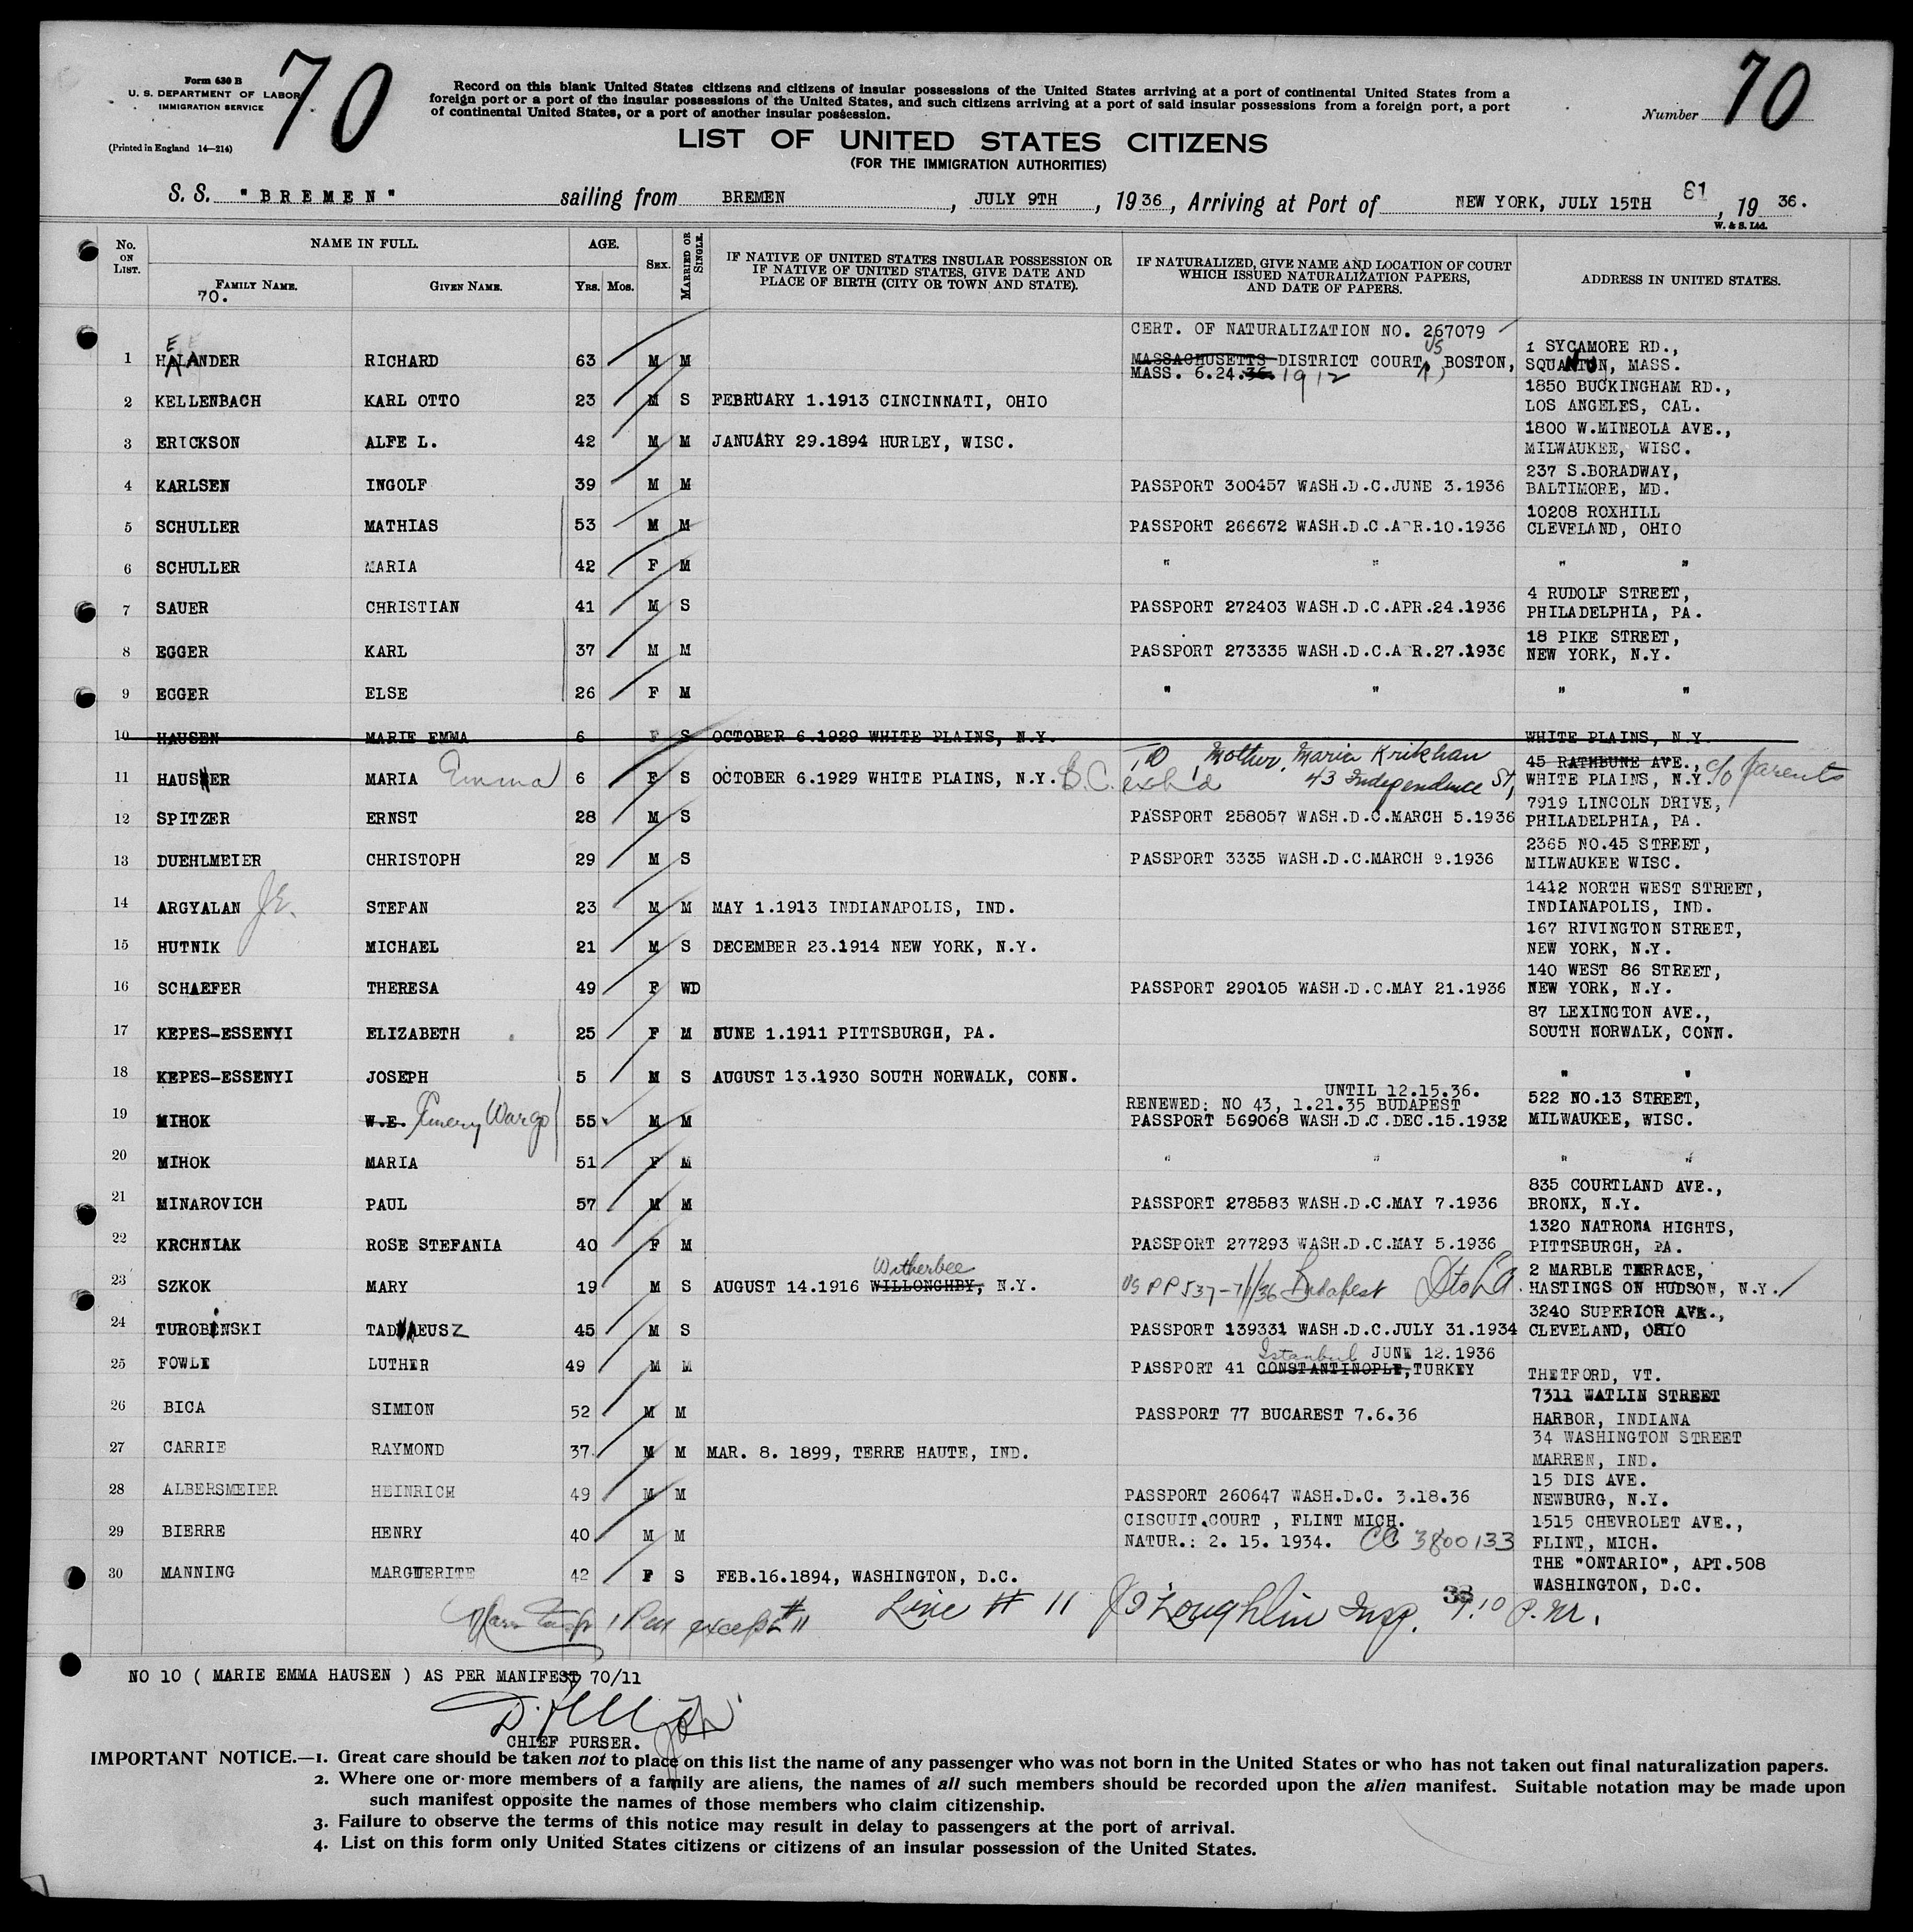 70
70
Form 630 B
U. S. DEPARTMENT OF LABOR
IMMIGRATION SERVICE
(Printed in England 14—214)
Record on this blank United States citizens and citizens of insular possessions of the United States arriving at a port of continental United States from a
foreign port or a port of the insular possessions of the United States, and such citizens arriving at a port of said insular possessions from a foreign port, a port
of continental United States, or a port of another insular possession.
Number
LIST OF UNITED STATES CITIZENS
(FOR THE IMMIGRATION AUTHORITIES)
S. S. "BREMEN" sailing from BREMEN, JULY 9TH, 1936, Arriving at Port of NEW YORK, JULY 15TH 81, 1936.
W. & S. Ltd.
No. ON LIST. NAME IN FULL. AGE. SEX. MARRIED OR SINGLE. IF NATIVE OF UNITED STATES INSULAR POSSESSION OR IF NATIVE OF UNITED STATES, GIVE DATE AND PLACE OF BIRTH (CITY OR TOWN AND STATE). IF NATURALIZED, GIVE NAME AND LOCATION OF COURT WHICH ISSUED NATURALIZATION PAPERS, AND DATE OF PAPERS. ADDRESS IN UNITED STATES.
FAMILY NAME. GIVEN NAME. Yrs. Mos.
70.
CERT. OF NATURALIZATION NO. 267079
1 HELANDER RICHARD 63 M M MASSACHUSETTS DISTRICT COURT US BOSTON, 1 SYCAMORE RD.,
MASS. 6.24.36. 1912 SQUANTUN, MASS.
2 KELLENBACH KARL OTTO 23 M S FEBRUARY 1.1913 CINCINNATI, OHIO 1850 BUCKINGHAM RD.,
LOS ANGELES, CAL.
3 ERICKSON ALFE L. 42 M M JANUARY 29.1894 HURLEY, WISC. 1800 W.MINEOLA AVE.,
MILWAUKEE, WISC.
4 KARLSEN INGOLF 39 M M PASSPORT 300457 WASH.D.C.JUNE 3.1936 237 S.BORADWAY,
BALTIMORE, MD.
5 SCHULLER MATHIAS 53 M M PASSPORT 266672 WASH.D.C.APR.10.1936 10208 ROXHILL
CLEVELAND, OHIO
6 SCHULLER MARIA 42 F M " " " "
7 SAUER CHRISTIAN 41 M S PASSPORT 272403 WASH.D.C.APR.24.1936 4 RUDOLF STREET,
PHILADELPHIA, PA.
8 EGGER KARL 37 M M PASSPORT 273335 WASH.D.C.APR.27.1936 18 PIKE STREET,
NEW YORK, N.Y.
9 EGGER ELSE 26 F M " " " "
10 HAUSEN MARIE EMMA 6 F S OCTOBER 6.1929 WHITE PLAINS, N.Y. WHITE PLAINS, N.Y.
TO Mother, Maria Krikhan 45 RATHBUNE AVE., c/o parents
11 HAUSNER MARIA Emma 6 F S OCTOBER 6.1929 WHITE PLAINS, N.Y. B.C. exh'd 43 Independence St, WHITE PLAINS, N.Y.
12 SPITZER ERNST 28 M S PASSPORT 258057 WASH.D.C.MARCH 5.1936 7919 LINCOLN DRIVE,
PHILADELPHIA, PA.
13 DUEHLMEIER CHRISTOPH 29 M S PASSPORT 3335 WASH.D.C.MARCH 9.1936 2365 NO.45 STREET,
MILWAUKEE WISC.
14 ARGYALAN STEFAN 23 M M MAY 1.1913 INDIANAPOLIS, IND. 1412 NORTH WEST STREET,
INDIANAPOLIS, IND.
15 HUTNIK MICHAEL 21 M S DECEMBER 23.1914 NEW YORK, N.Y. 167 RIVINGTON STREET,
NEW YORK, N.Y.
16 SCHAEFER THERESA 49 F WD PASSPORT 290105 WASH.D.C.MAY 21.1936 140 WEST 86 STREET,
NEW YORK, N.Y.
17 KEPES-ESSENYI ELIZABETH 25 F M JUNE 1.1911 PITTSBURGH, PA. 87 LEXINGTON AVE.,
SOUTH NORWALK, CONN.
18 KEPES-ESSENYI JOSEPH 5 M S AUGUST 13.1930 SOUTH NORWALK, CONN. " "
UNTIL 12.15.36.
RENEWED: NO 43, 1.21.35 BUDAPEST
19 MIHOK W.E. Emery Wargo 55 M M PASSPORT 569068 WASH.D.C.DEC.15.1932 522 NO.13 STREET,
MILWAUKEE, WISC.
20 MIHOK MARIA 51 F M " " " "
21 MINAROVICH PAUL 57 M M PASSPORT 278583 WASH.D.C.MAY 7.1936 835 COURTLAND AVE.,
BRONX, N.Y.
22 KRCHNIAK ROSE STEFANIA 40 F M PASSPORT 277293 WASH.D.C.MAY 5.1936 1320 NATRONA HIGHTS,
PITTSBURGH, PA.
Witherbee
23 SZKOK MARY 19 M S AUGUST 14.1916 WILLONGHBY, N.Y. US PP 537-7/1/36 Budapest 2 MARBLE TERRACE,
HASTINGS ON HUDSON, N.Y.
24 TUROBINSKI TADEUSZ 45 M S PASSPORT 139331 WASH.D.C.JULY 31.1934 3240 SUPERIOR AVE.,
CLEVELAND, OHIO
Istanbul JUNE 12.1936
25 FOWLE LUTHER 49 M M PASSPORT 41 CONSTANTINOPLE, TURKEY THETFORD, VT.
26 BICA SIMION 52 M M PASSPORT 77 BUCAREST 7.6.36 7311 WATLIN STREET
HARBOR, INDIANA
27 CARRIE RAYMOND 37 M M MAR. 8. 1899, TERRE HAUTE, IND. 34 WASHINGTON STREET
MARREN, IND.
28 ALBERSMEIER HEINRICH 49 M M PASSPORT 260647 WASH.D.C. 3.18.36 15 DIS AVE.
NEWBURG, N.Y.
CISCUIT.COURT , FLINT MICH.
29 BIERRE HENRY 40 M M NATUR.: 2. 15. 1934. CC 3800133 1515 CHEVROLET AVE.,
FLINT, MICH.
30 MANNING MARGUERITE 42 F S FEB.16.1894, WASHINGTON, D.C. THE "ONTARIO", APT.508
WASHINGTON, D.C.
except #11 Line # 11 J O'Loughlin Insp. 38 P.M.
NO 10 ( MARIE EMMA HAUSEN ) AS PER MANIFEST 70/11
CHIEF PURSER.
IMPORTANT NOTICE.—1. Great care should be taken not to place on this list the name of any passenger who was not born in the United States or who has not taken out final naturalization papers.
2. Where one or more members of a family are aliens, the names of all such members should be recorded upon the alien manifest. Suitable notation may be made upon
such manifest opposite the names of those members who claim citizenship.
3. Failure to observe the terms of this notice may result in delay to passengers at the port of arrival.
4. List on this form only United States citizens or citizens of an insular possession of the United States.